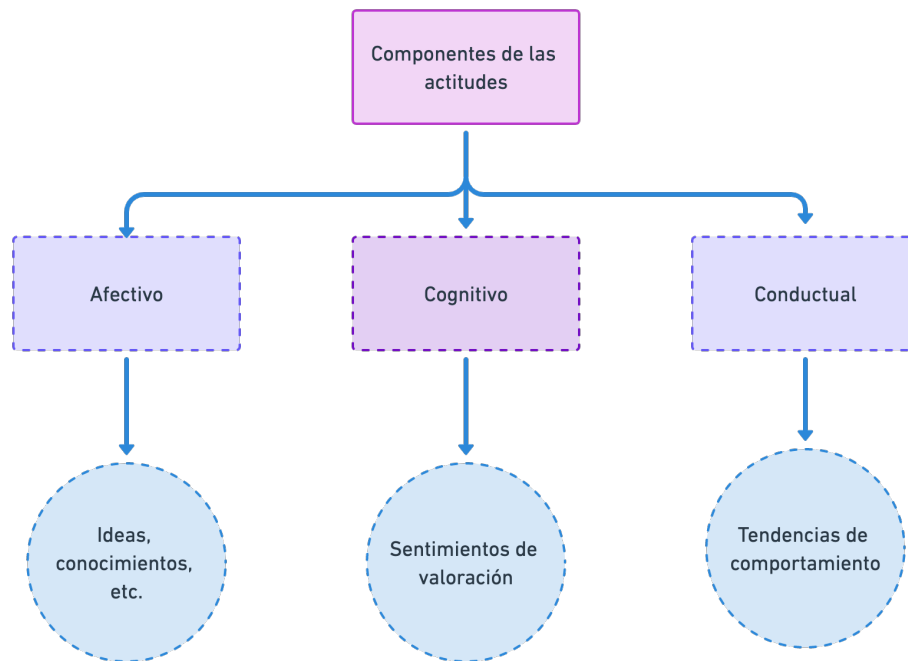 Componentes de las
actitudes
Afectivo
Cognitivo
Conductual
Ideas,
conocimientos,
etc.
Sentimientos de
valoración
Tendencias de
comportamiento